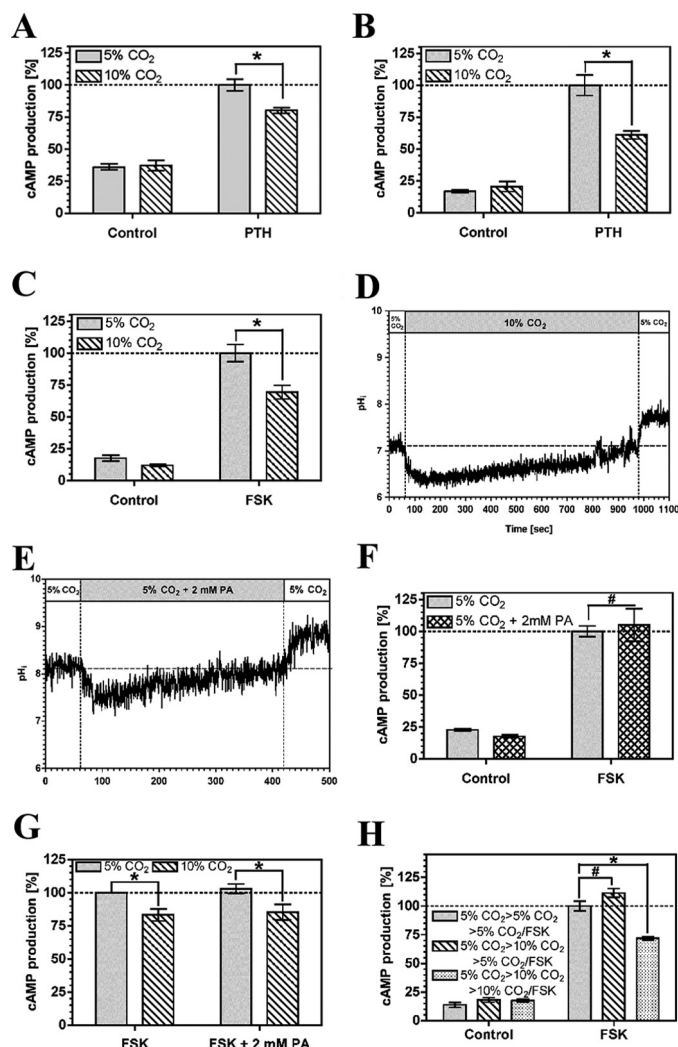 A
cAMP production [%]
125
100
75
50
25
0
5% CO2
10% CO2
*
Control
PTH
B
cAMP production [%]
125
100
75
50
25
0
5% CO2
10% CO2
*
Control
PTH
C
cAMP production [%]
125
100
75
50
25
0
5% CO2
10% CO2
*
Control
FSK
D
5%
CO2
10% CO2
5% CO2
pHi
10
9
8
7
6
0 100 200 300 400 500 600 700 800 900 1000 1100
Time [sec]
E
5% CO2
5% CO2 + 2 mM PA
5% CO2
pHi
10
9
8
7
6
0 100 200 300 400 500
F
cAMP production [%]
125
100
75
50
25
0
5% CO2
5% CO2 + 2mM PA
#
Control
FSK
G
cAMP production [%]
125
100
75
50
25
0
5% CO2
10% CO2
*
*
FSK
FSK + 2 mM PA
H
cAMP production [%]
125
100
75
50
25
0
*
#
5% CO2>5% CO2
>5% CO2/FSK
5% CO2>10% CO2
>5% CO2/FSK
5% CO2>10% CO2
>10% CO2/FSK
Control
FSK